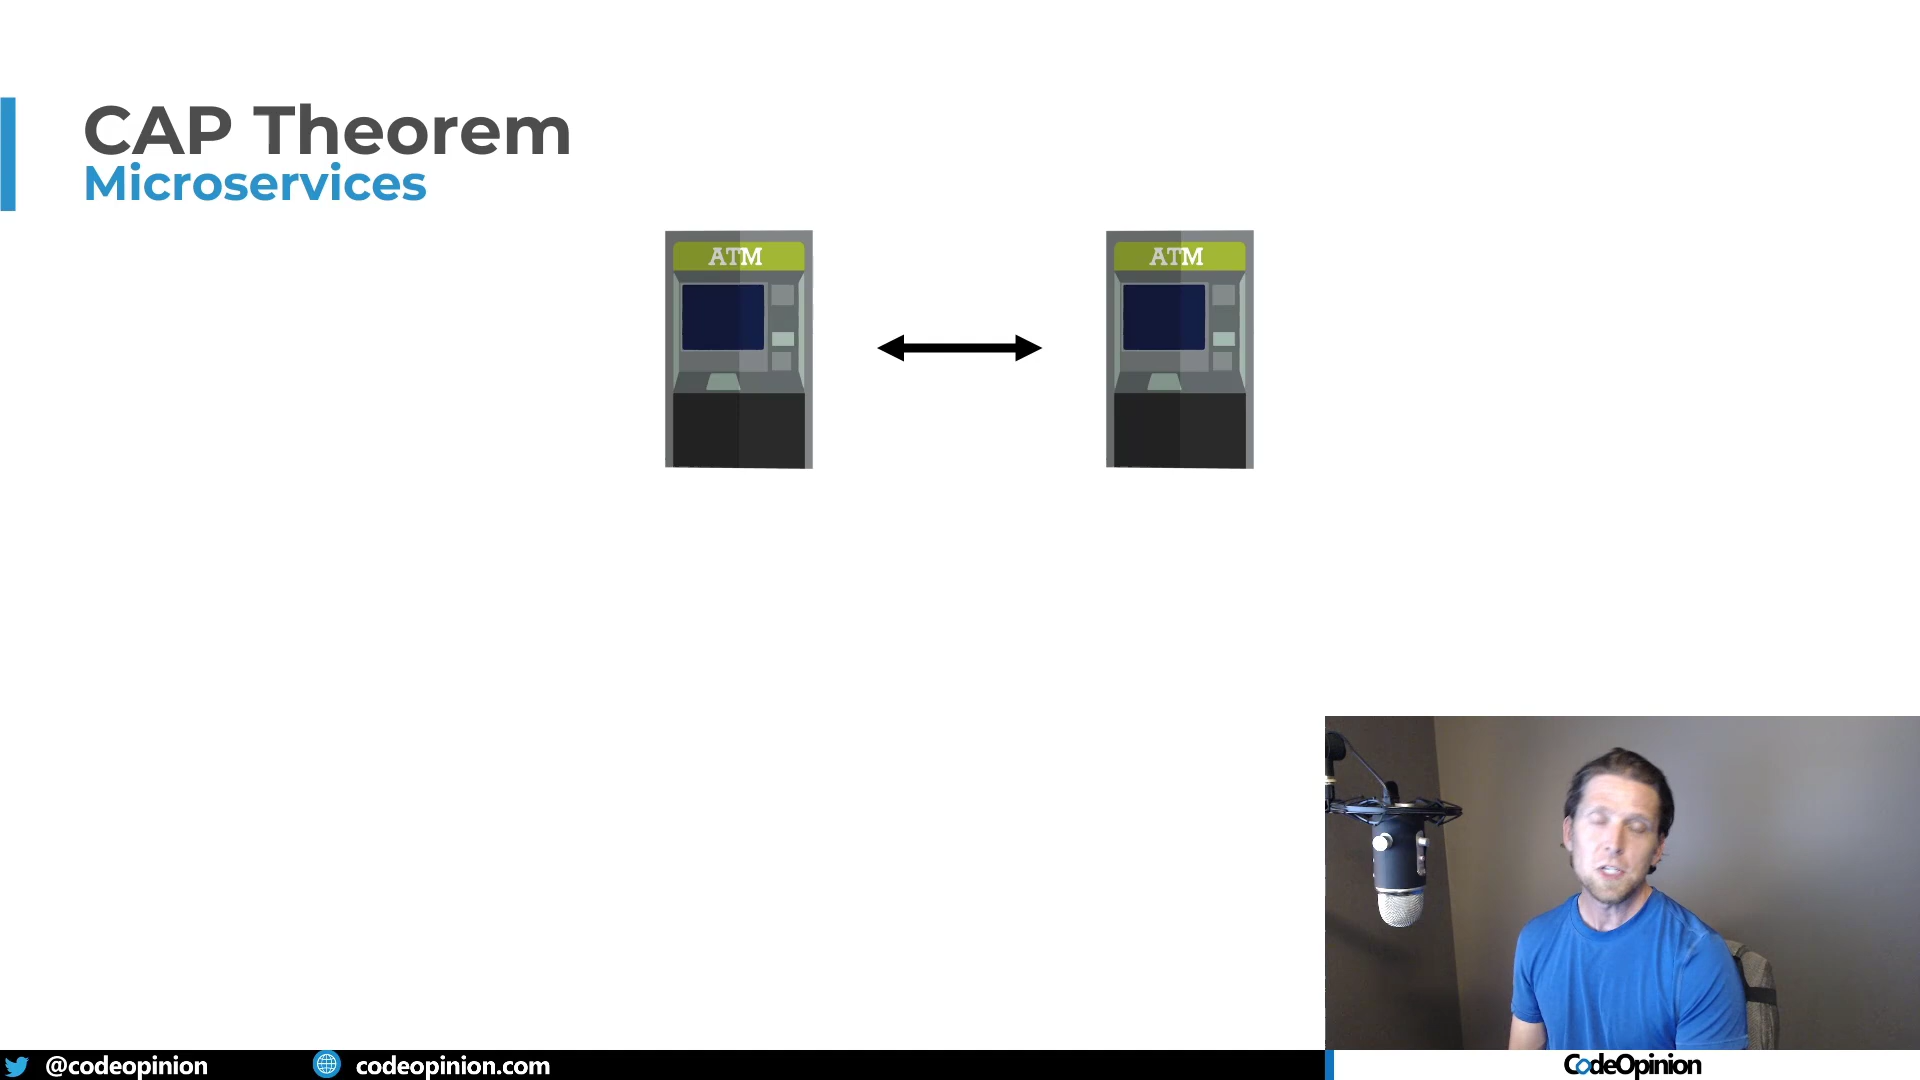 CAP Theorem
Microservices
ATM
ATM
@codeopinion
codeopinion.com
CodeOpinion